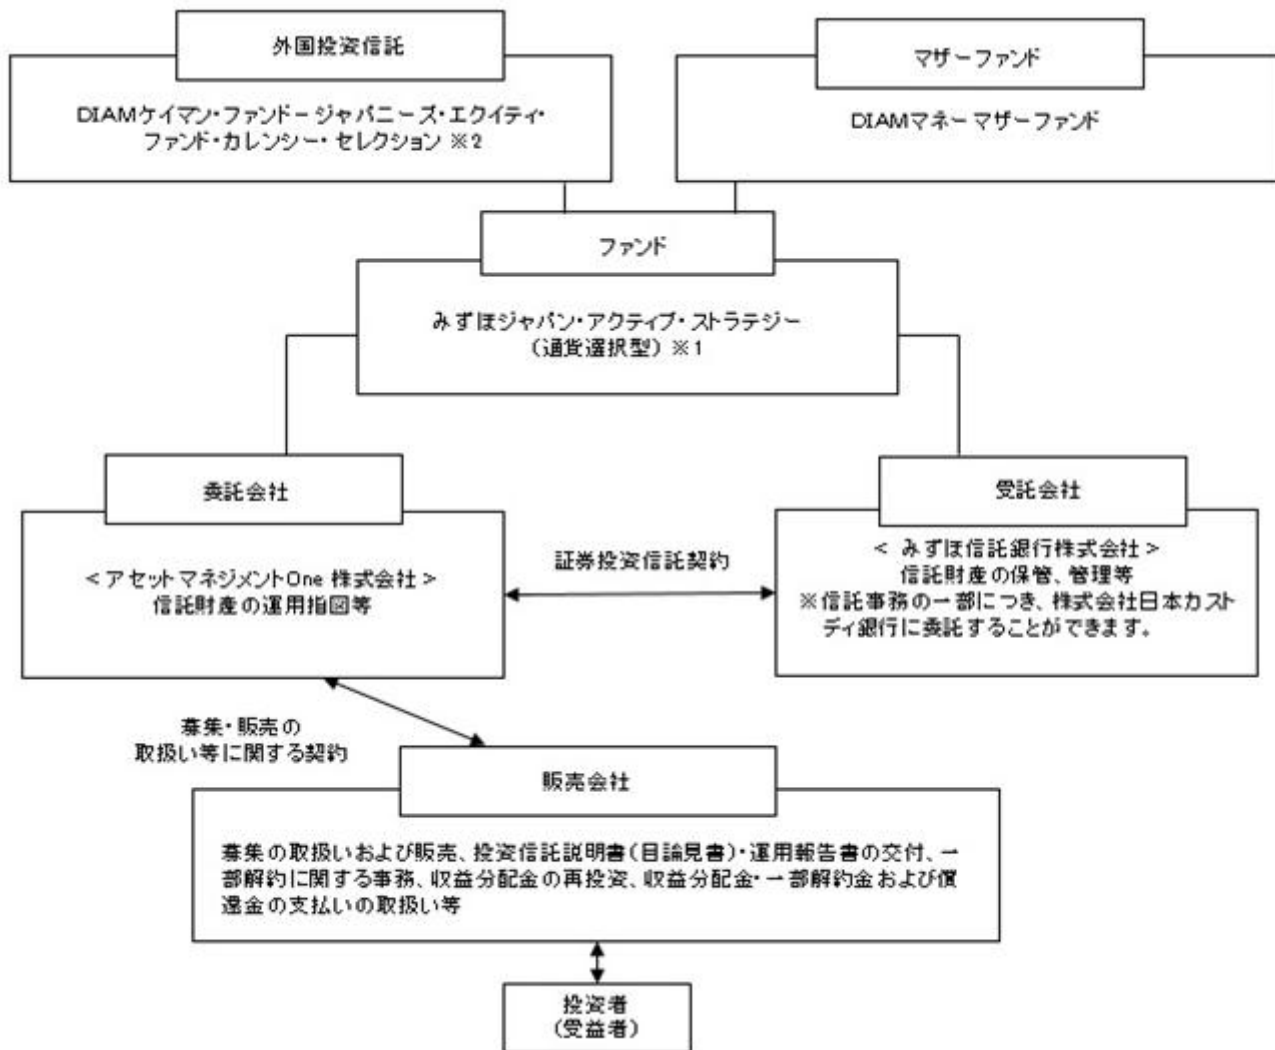 外国投資信託
DIAMケイマン・ファンドージャパニーズ・エクイティ・
ファンド・カレンシー・セレクション ※2
マザーファンド
DIAMマネーマザーファンド
ファンド
みずほジャパン・アクティブ・ストラテジー
(通貨選択型) ※1
委託会社
<アセットマネジメントOne 株式会社>
信託財産の運用指図等
証券投資信託契約
受託会社
< みずほ信託銀行株式会社>
信託財産の保管、管理等
※信託事務の一部につき、株式会社日本カスト
ディ銀行に委託することができます。
募集・販売の
取扱い等に関する契約
販売会社
募集の取扱いおよび販売、投資信託説明書(目論見書)・運用報告書の交付、一
部解約に関する事務、収益分配金の再投資、収益分配金・一部解約金および償
還金の支払いの取扱い等
投資者
(受益者)